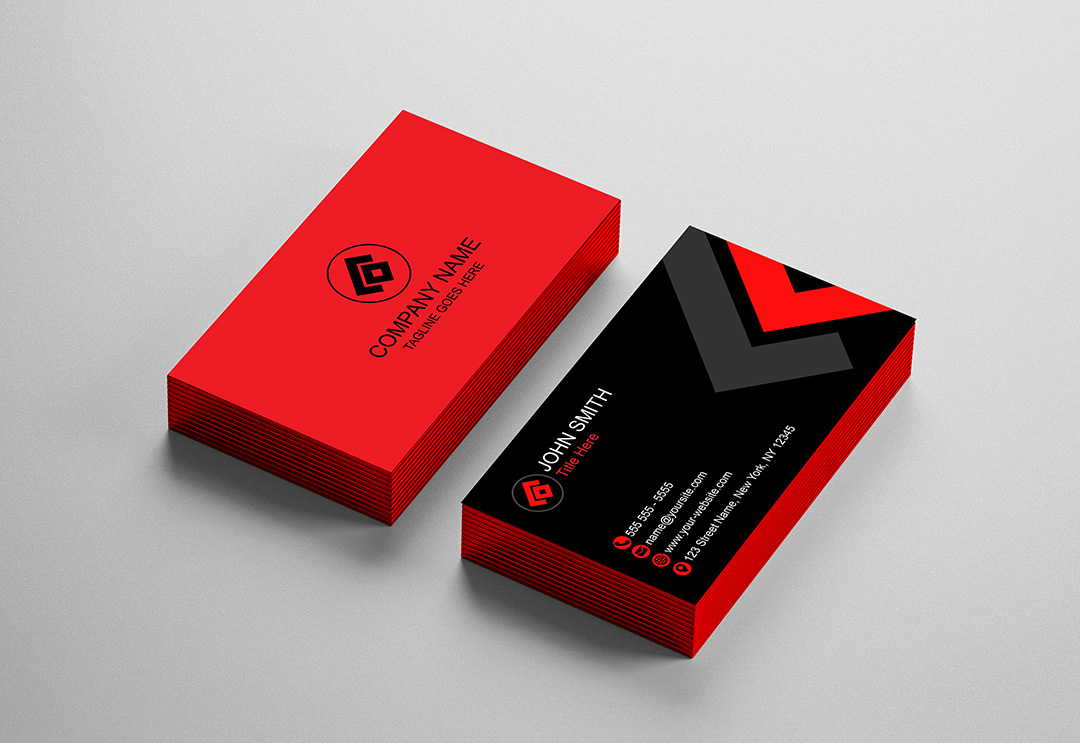 COMPANY NAME
TAGLINE GOES HERE
JOHN SMITH
Title Here
555 555 - 5555
name@yoursite.com
www.your-website.com
123 Street Name, New York, NY 12345